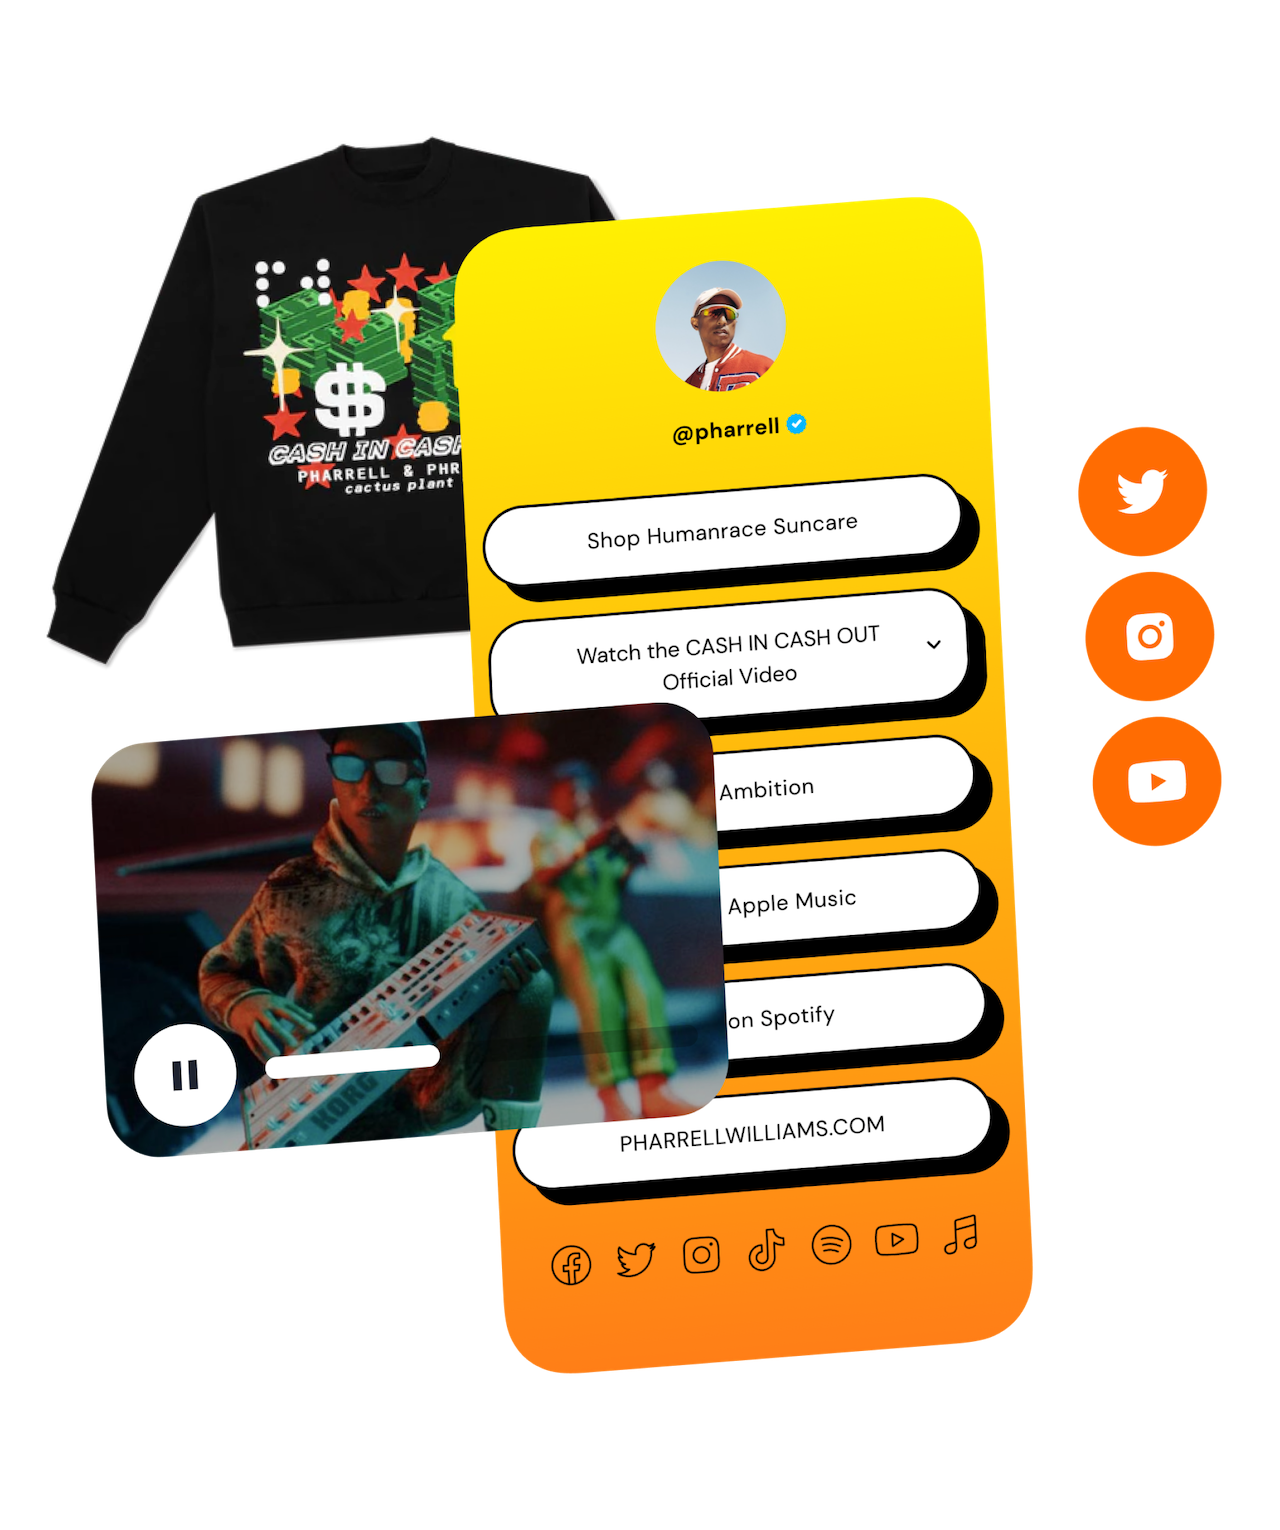 CASH IN CASH
PHARRELL & PHR
cactus plant
@pharrell
Shop Humanrace Suncare
Watch the CASH IN CASH OUT
Official Video
Ambition
Apple Music
on Spotify
KORG
PHARRELLWILLIAMS.COM